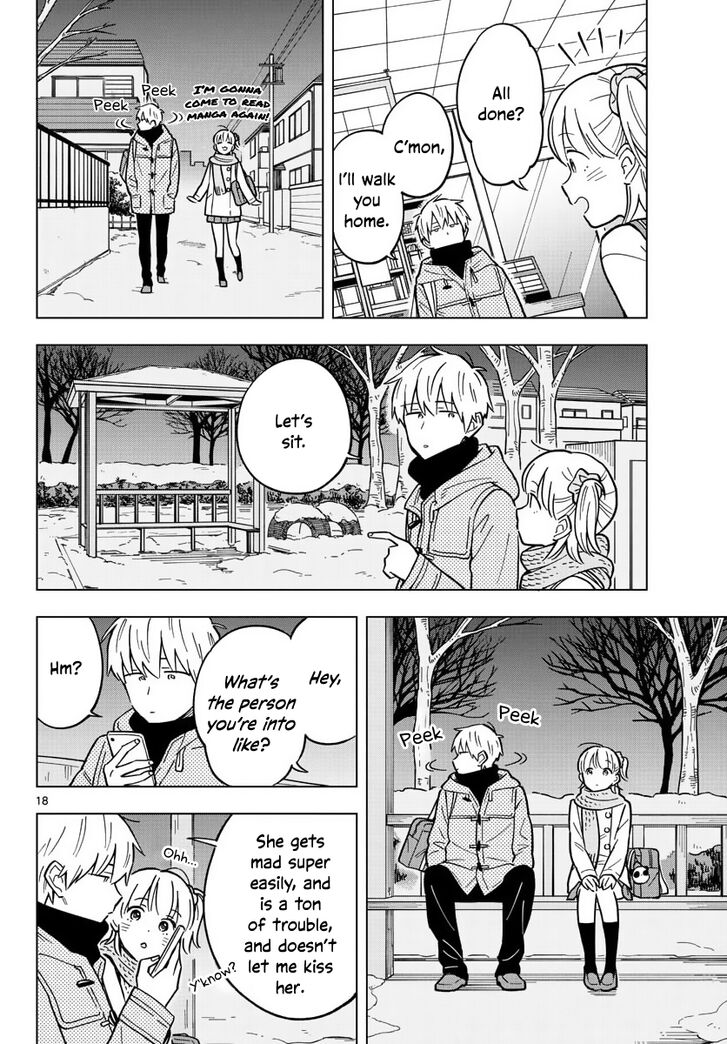 All
done?
C'mon,
I'll walk
you
home.
I'M GONNA
COME TO READ
MANGA AGAIN!
Peek
Peek
Let's
sit.
Peek
Peek
Hey,
What's
the person
you're into
like?
Hm?
She gets
mad super
easily, and
is a ton
of trouble,
and doesn't
let me kiss
her.
Ohh...
Y'know?
18